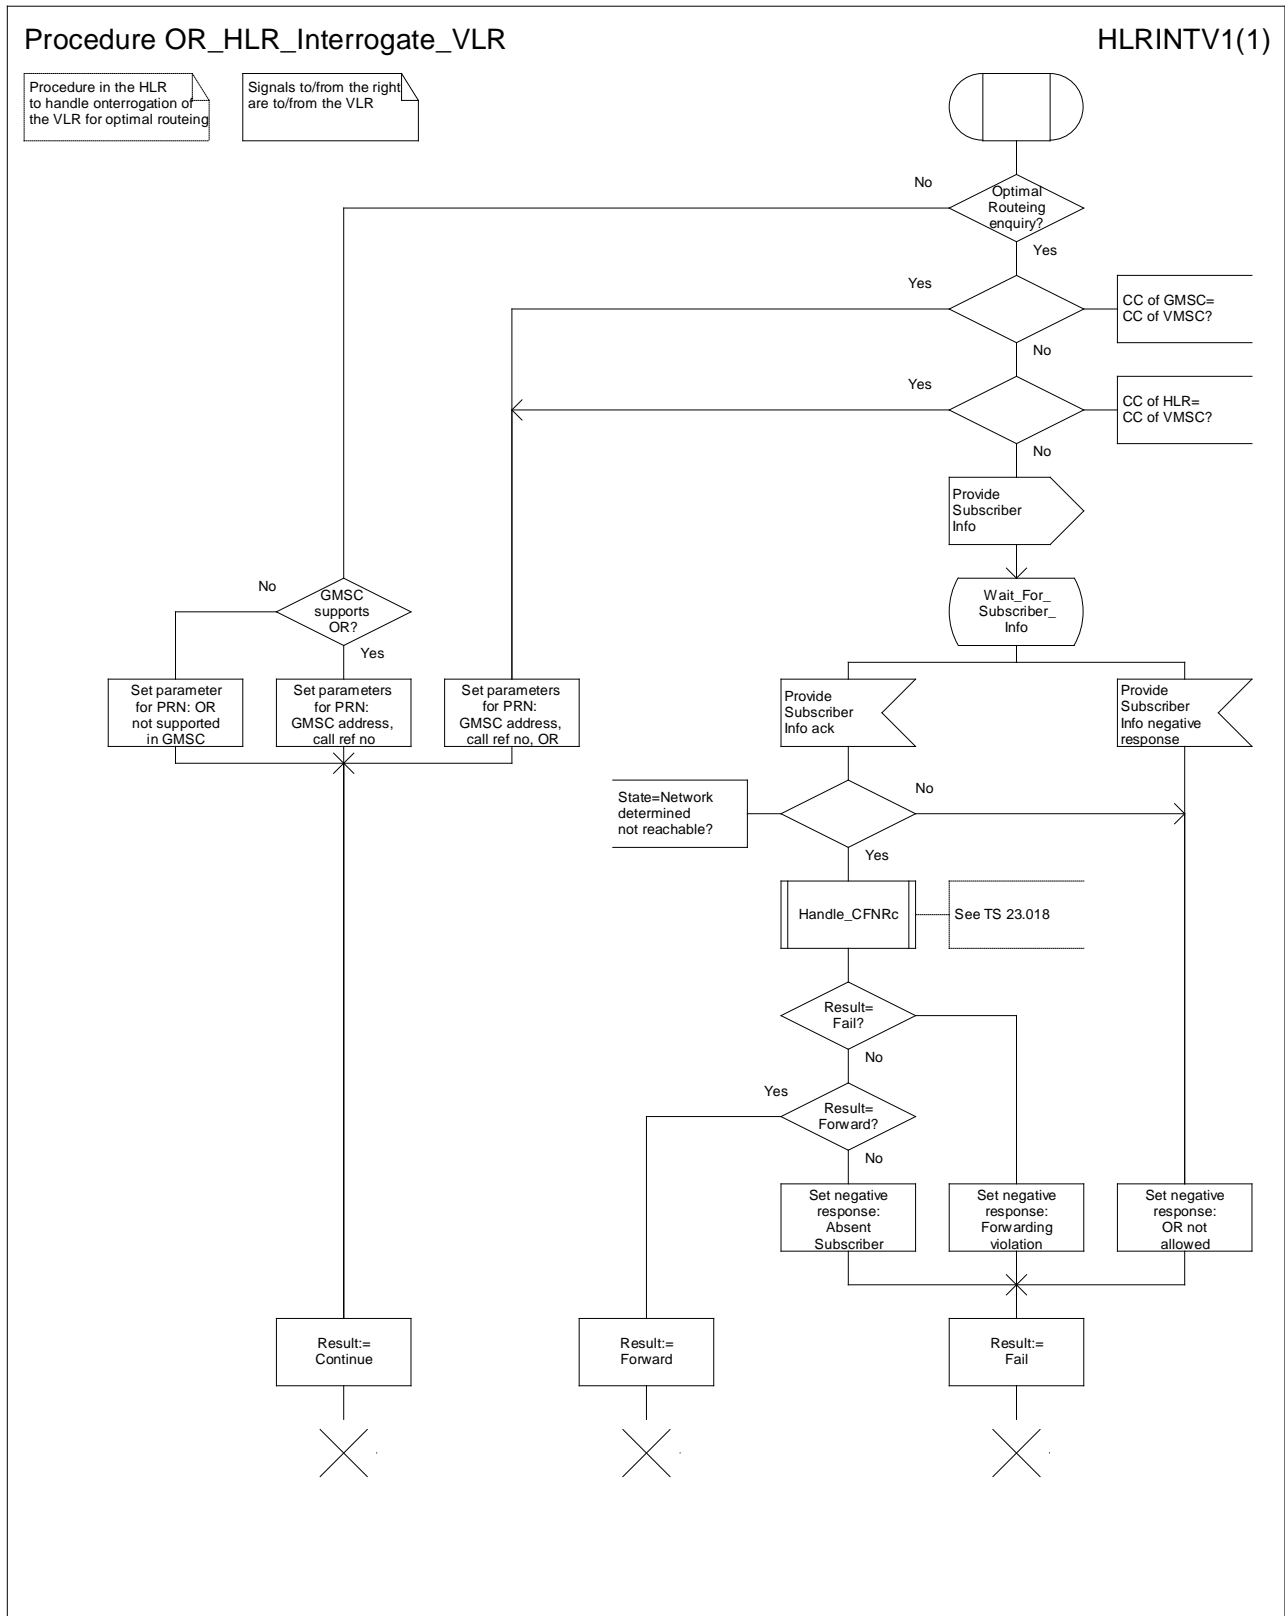 Procedure OR_HLR_Interrogate_VLR
HLRINTV1(1)
Procedure in the HLR
to handle onterrogation of
the VLR for optimal routeing
Signals to/from the right
are to/from the VLR
No
Optimal
Routeing
enquiry?
Yes
Yes
CC of GMSC=
CC of VMSC?
No
Yes
CC of HLR=
CC of VMSC?
No
Provide
Subscriber
Info
No
GMSC
supports
OR?
Yes
Wait_For_
Subscriber_
Info
Set parameter
for PRN: OR
not supported
in GMSC
Set parameters
for PRN:
GMSC address,
call ref no
Set parameters
for PRN:
GMSC address,
call ref no, OR
Provide
Subscriber
Info ack
Provide
Subscriber
Info negative
response
State=Network
determined
not reachable?
No
Yes
Handle_CFNRc
See TS 23.018
Result=
Fail?
No
Yes
Result=
Forward?
No
Set negative
response:
Absent
Subscriber
Set negative
response:
Forwarding
violation
Set negative
response:
OR not
allowed
Result:=
Continue
Result:=
Forward
Result:=
Fail